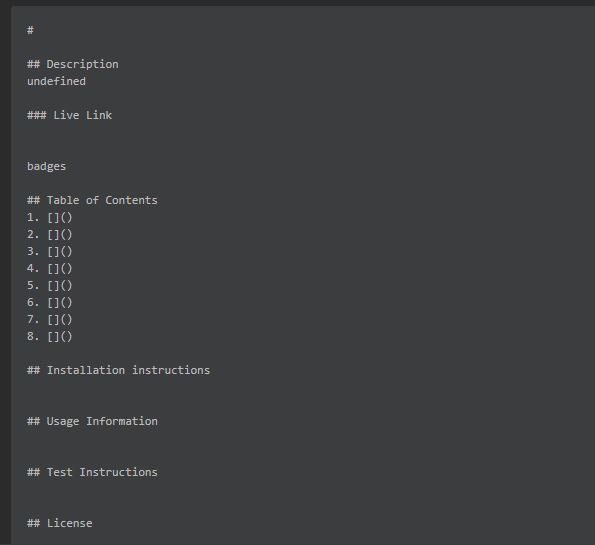 #
## Description
undefined
### Live Link
badges
## Table of Contents
1. []()
2. []()
3. []()
4. []()
5. []()
6. []()
7. []()
8. []()
## Installation instructions
## Usage Information
## Test Instructions
## License